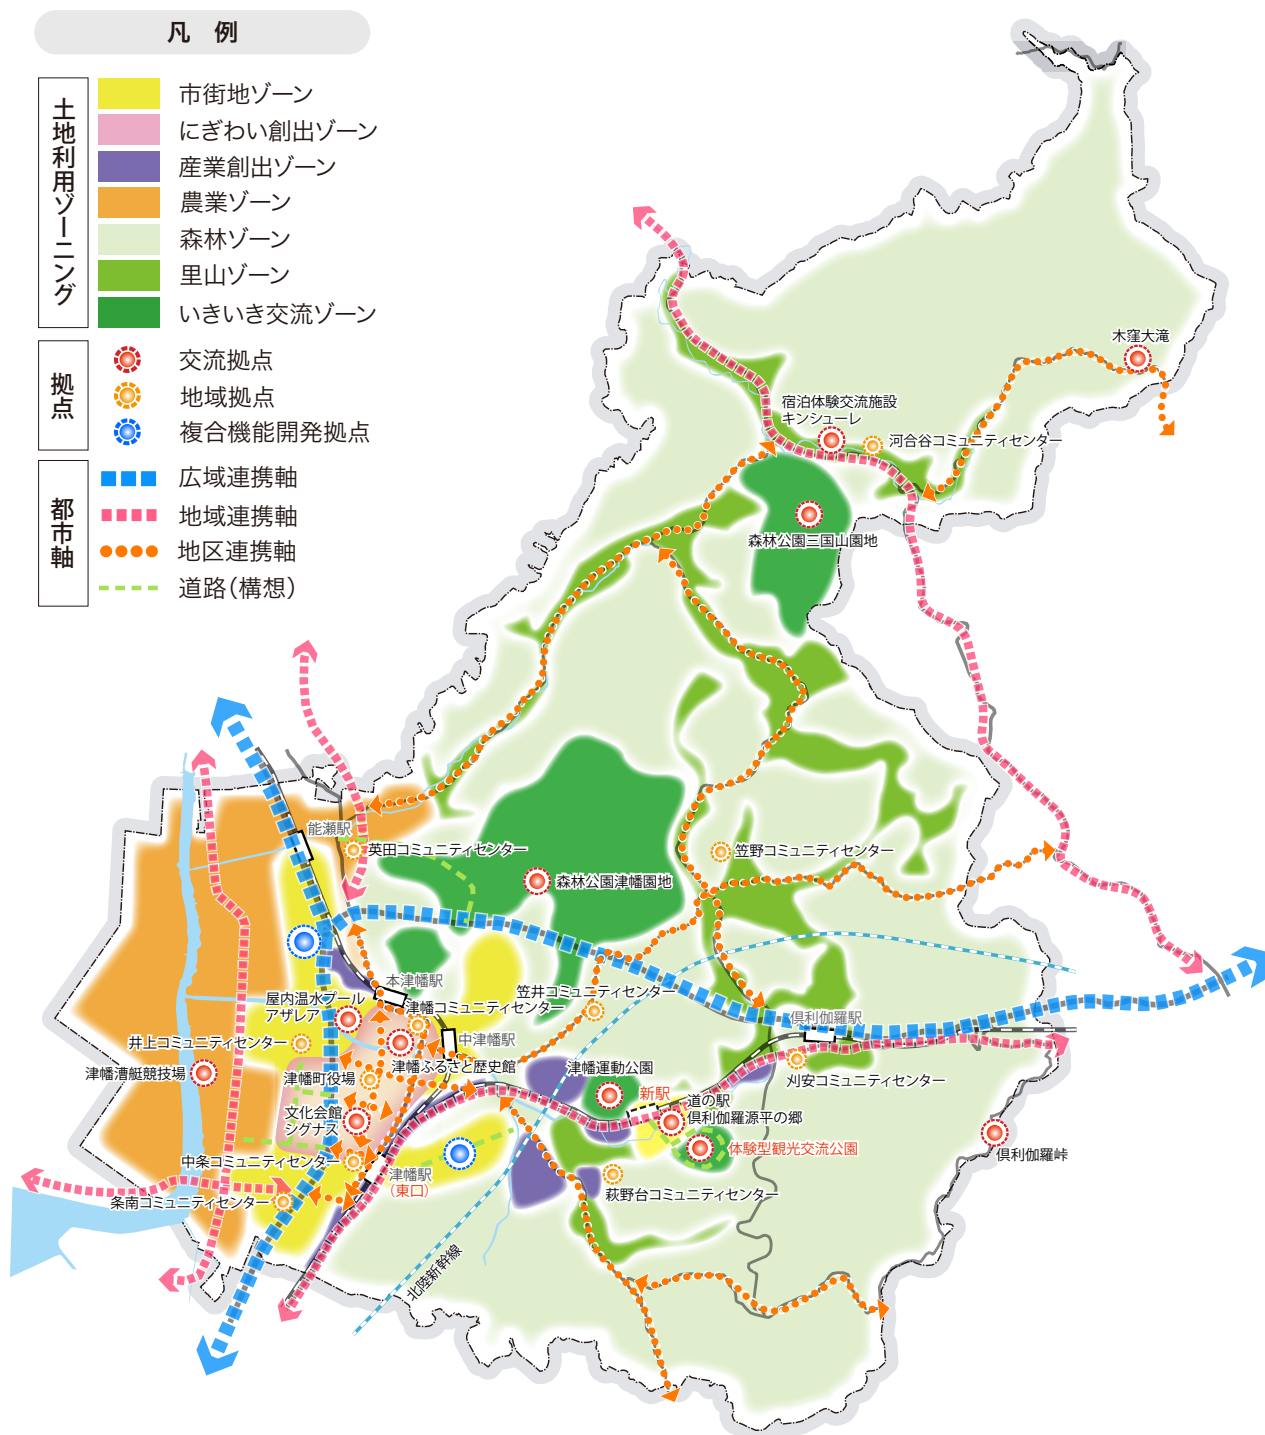 凡 例
土地利用ゾーニング
市街地ゾーン
にぎわい創出ゾーン
産業創出ゾーン
農業ゾーン
森林ゾーン
里山ゾーン
いきいき交流ゾーン
拠点
交流拠点
地域拠点
複合機能開発拠点
都市軸
広域連携軸
地域連携軸
地区連携軸
道路(構想)
木窪大滝
宿泊体験交流施設
キンシューレ
河合谷コミュニティセンター
森林公園三国山園地
能瀬駅
英田コミュニティセンター
笠野コミュニティセンター
森林公園津幡園地
本津幡駅
屋内温水プール
アザレア
津幡コミュニティセンター
笠井コミュニティセンター
倶利伽羅駅
井上コミュニティセンター
中津幡駅
津幡漕艇競技場
津幡町役場
津幡ふるさと歴史館
津幡運動公園
刈安コミュニティセンター
新駅
道の駅
倶利伽羅源平の郷
文化会館
シグナス
体験型観光交流公園
倶利伽羅峠
中条コミュニティセンター
津幡駅
(東口)
萩野台コミュニティセンター
条南コミュニティセンター
北陸新幹線